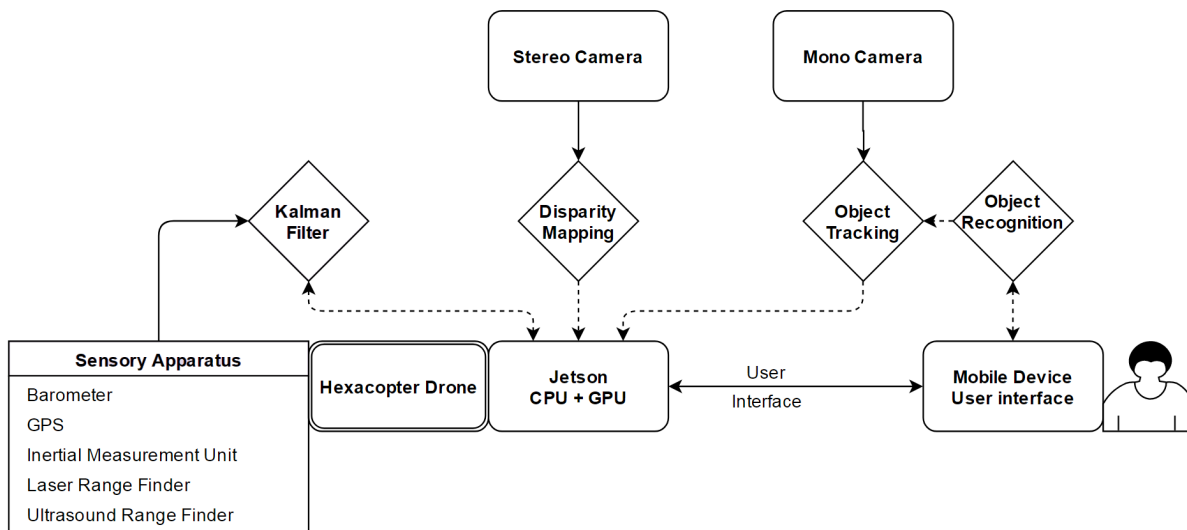 Stereo Camera
Mono Camera
Kalman
Filter
Disparity
Mapping
Object
Tracking
Object
Recognition
Sensory Apparatus
Barometer
GPS
Inertial Measurement Unit
Laser Range Finder
Ultrasound Range Finder
Hexacopter Drone
Jetson
CPU + GPU
User
Interface
Mobile Device
User interface